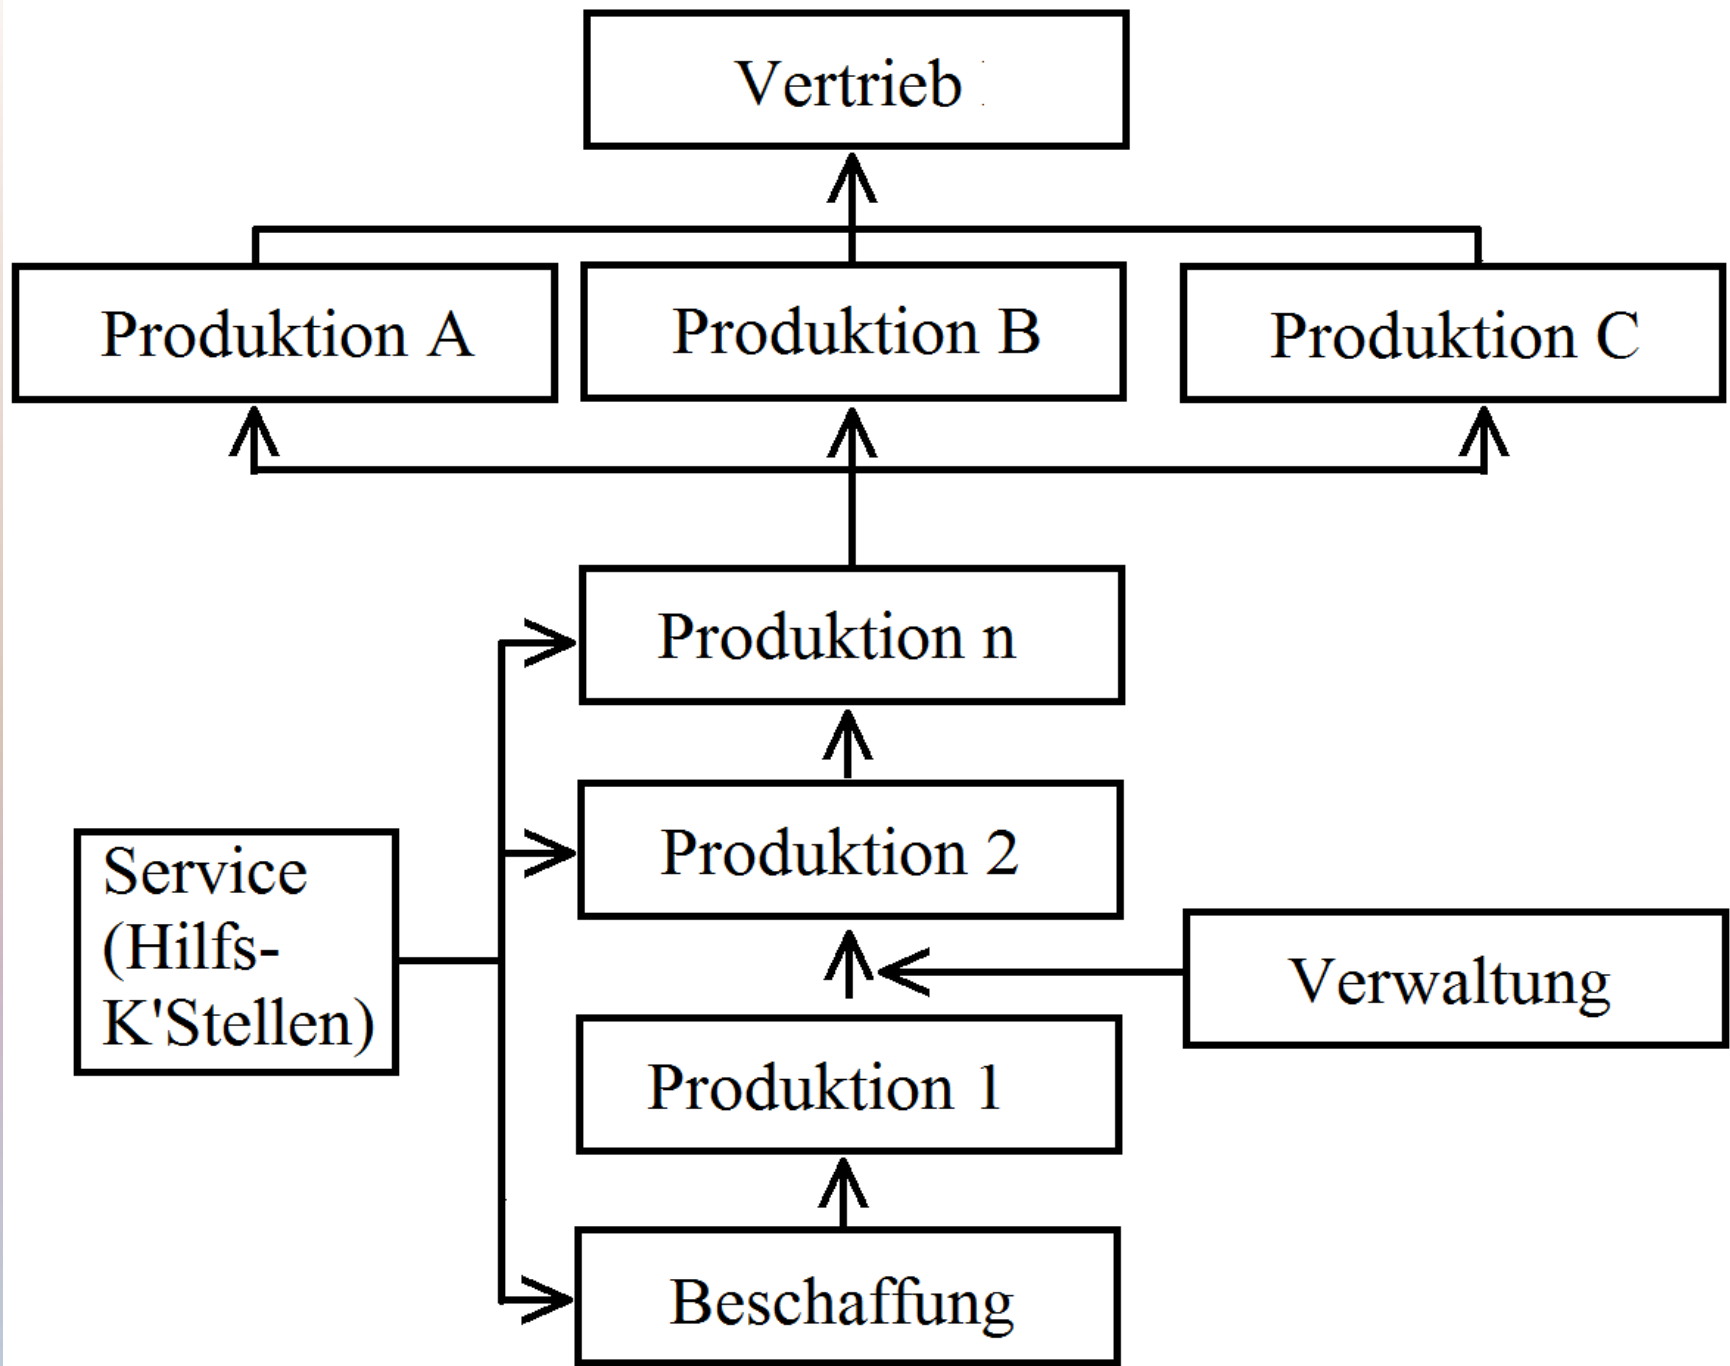 Vertrieb
Produktion A
Produktion B
Produktion C
Produktion n
Produktion 2
Service
(Hilfs-
K'Stellen)
Verwaltung
Produktion 1
Beschaffung